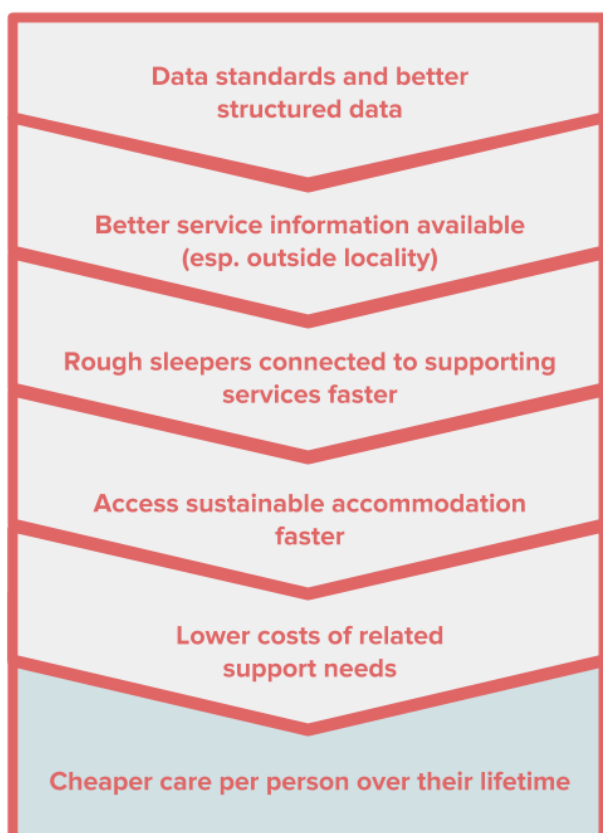 Data standards and better
structured data
Better service information available
(esp. outside locality)
Rough sleepers connected to supporting
services faster
Access sustainable accommodation
faster
Lower costs of related
support needs
Cheaper care per person over their lifetime